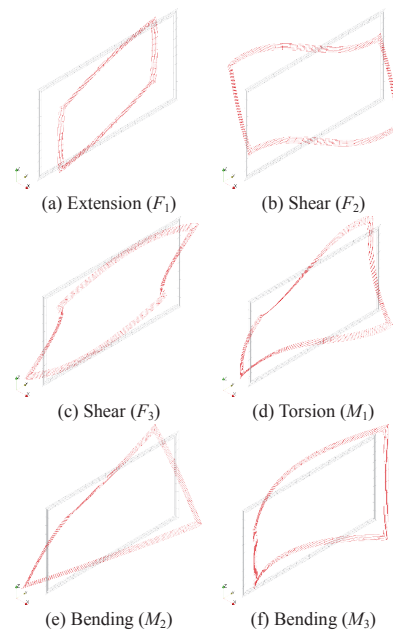 (a) Extension (F₁)
(b) Shear (F₂)
(c) Shear (F₃)
(d) Torsion (M₁)
(e) Bending (M₂)
(f) Bending (M₃)